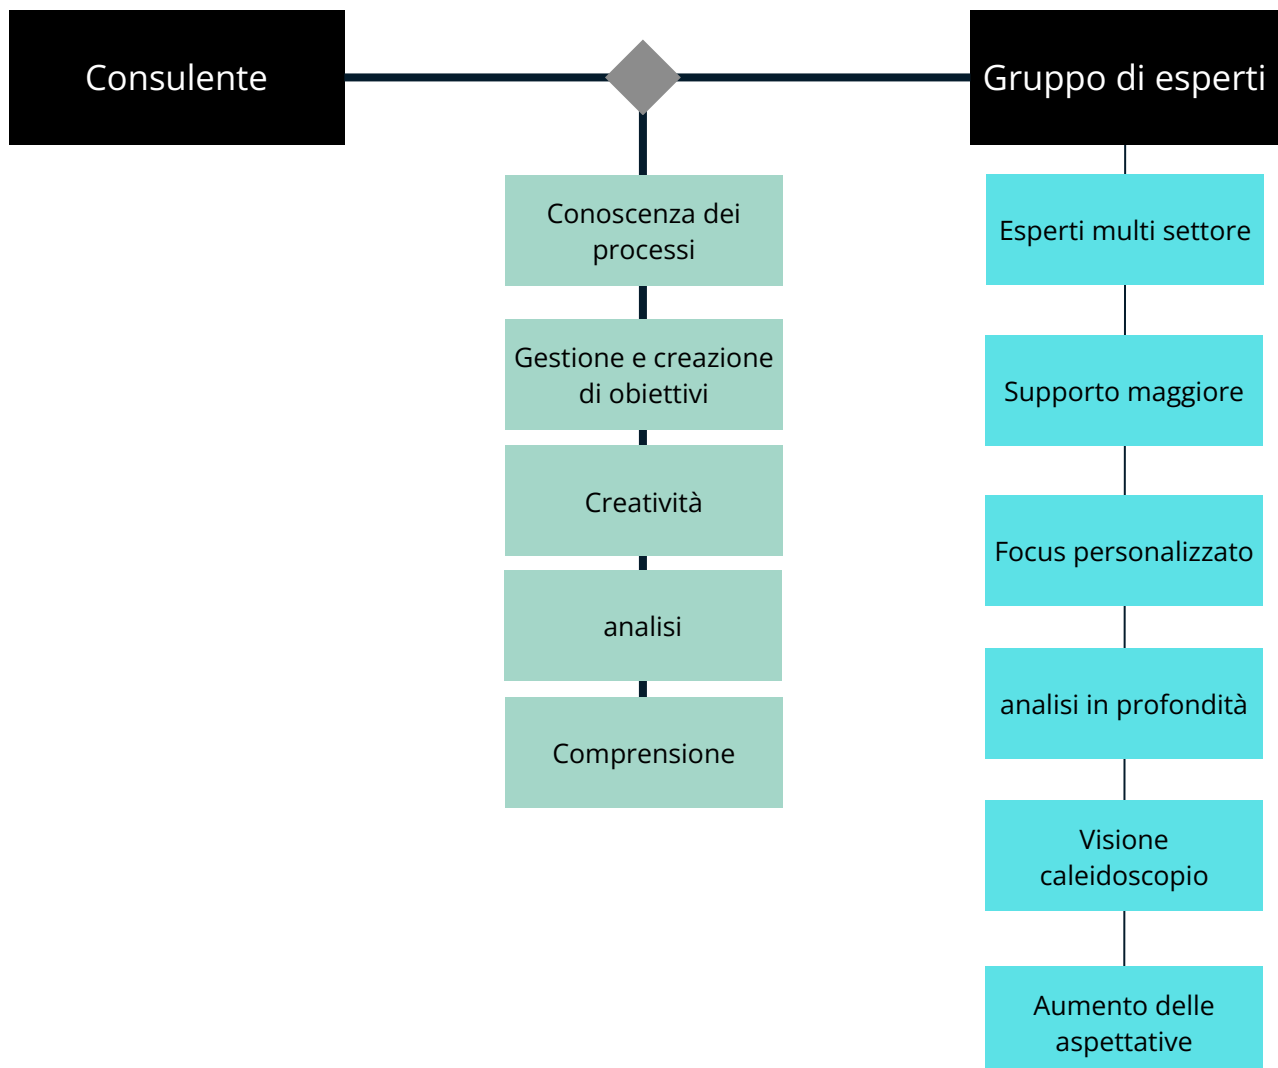 Consulente
Gruppo di esperti
Conoscenza dei
processi
Gestione e creazione
di obiettivi
Creatività
analisi
Comprensione
Esperti multi settore
Supporto maggiore
Focus personalizzato
analisi in profondità
Visione
caleidoscopio
Aumento delle
aspettative